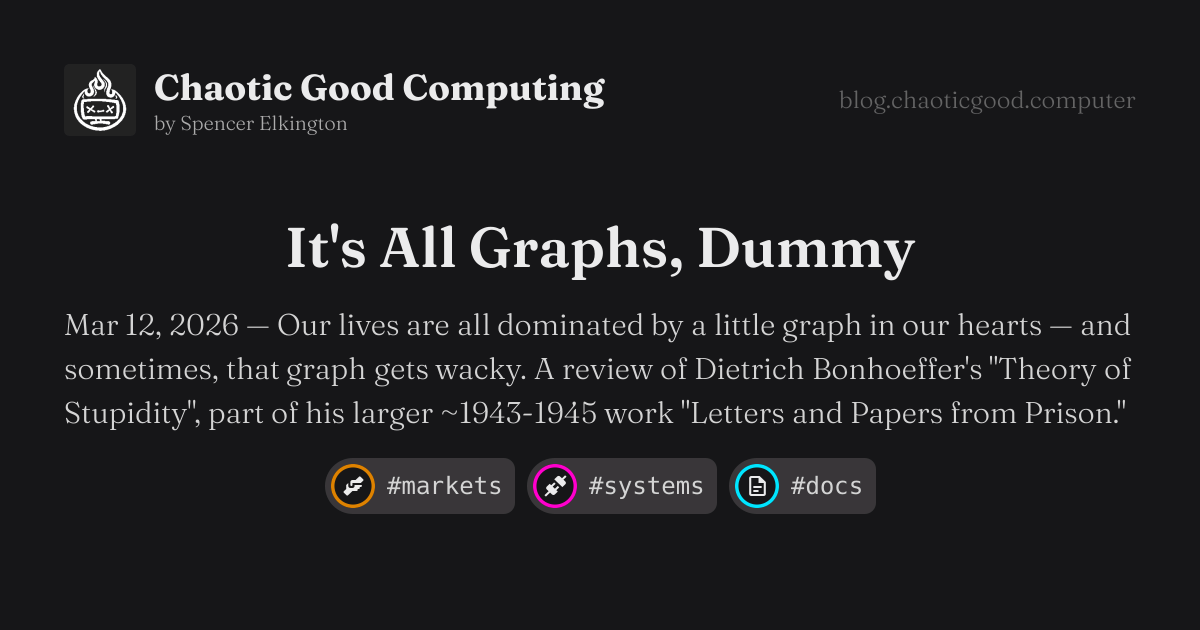 Chaotic Good Computing
by Spencer Elkington
blog.chaoticgood.computer
It's All Graphs, Dummy
Mar 12, 2026 — Our lives are all dominated by a little graph in our hearts — and
sometimes, that graph gets wacky. A review of Dietrich Bonhoeffer's "Theory of
Stupidity", part of his larger ~1943-1945 work "Letters and Papers from Prison."
#markets
#systems
#docs